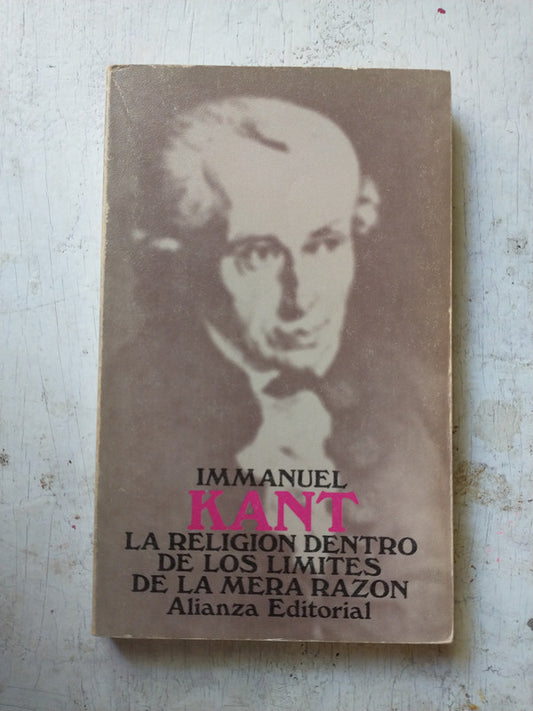 IMMANUEL
KANT
LA RELIGION DENTRO
DE LOS LIMITES
DE LA MERA RAZON
Alianza Editorial